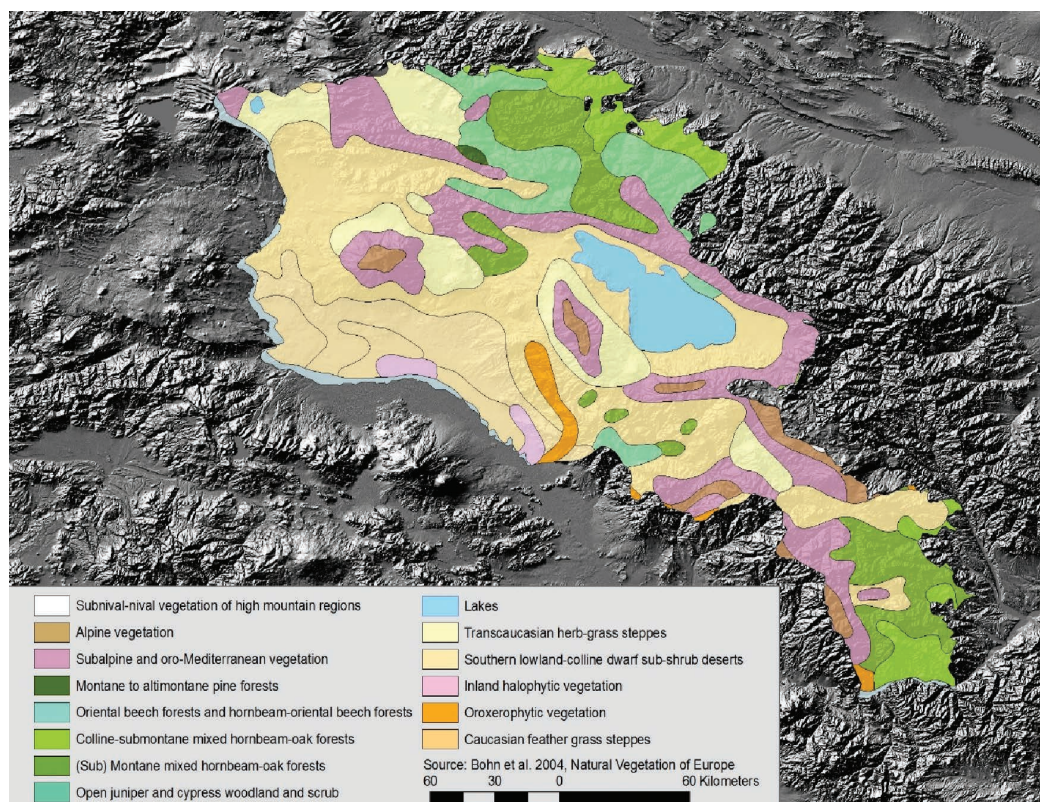 Subnival-nival vegetation of high mountain regions
Alpine vegetation
Subalpine and oro-Mediterranean vegetation
Montane to altimontane pine forests
Oriental beech forests and hornbeam-oriental beech forests
Colline-submontane mixed hornbeam-oak forests
(Sub) Montane mixed hornbeam-oak forests
Open juniper and cypress woodland and scrub
Lakes
Transcaucasian herb-grass steppes
Southern lowland-colline dwarf sub-shrub deserts
Inland halophytic vegetation
Oroxerophytic vegetation
Caucasian feather grass steppes
Source: Bohn et al. 2004, Natural Vegetation of Europe
60 30 0 60 Kilometers